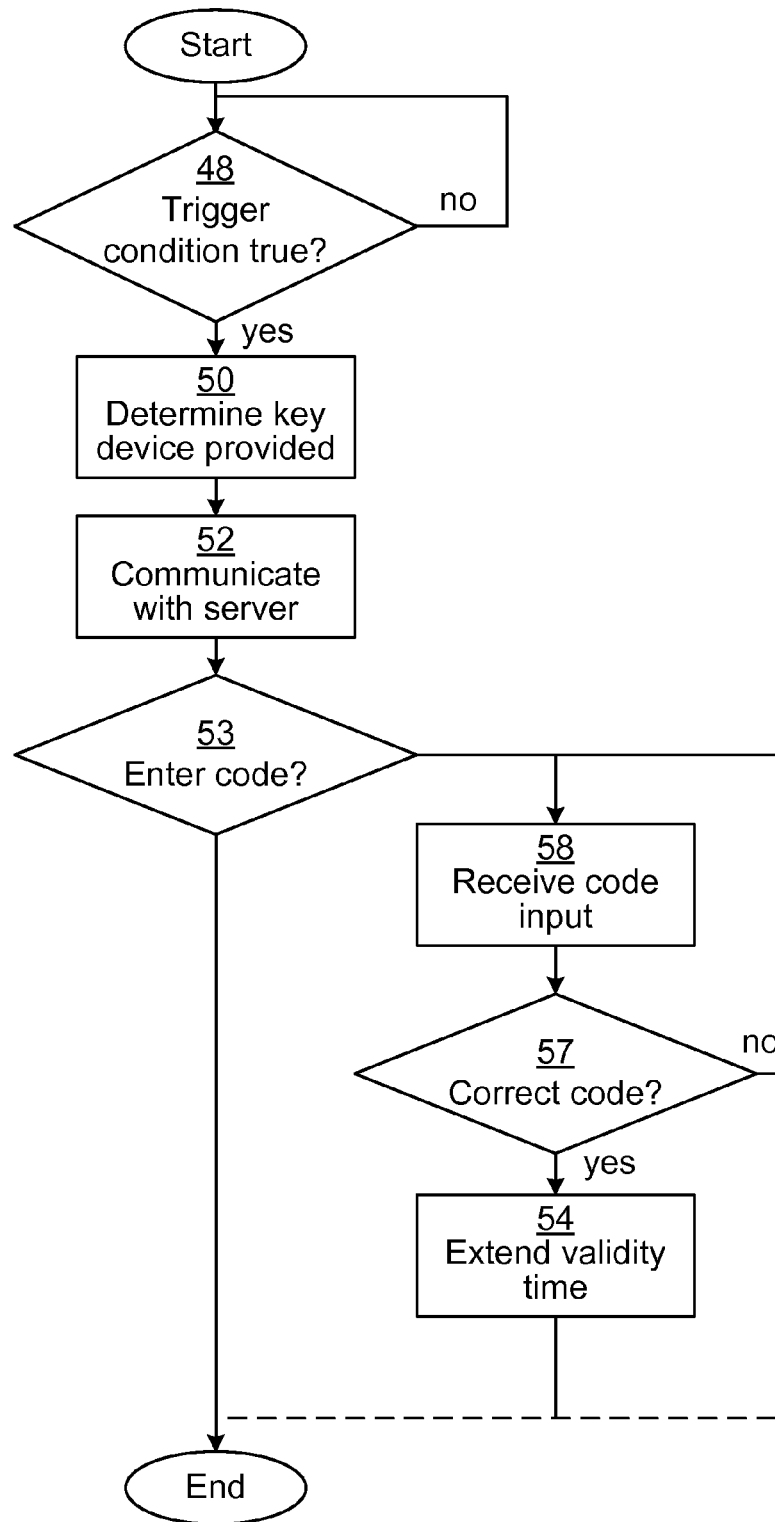 Start
48
Trigger
condition true?
no
yes
50
Determine key
device provided
52
Communicate
with server
53
Enter code?
58
Receive code
input
57
Correct code?
no
yes
54
Extend validity
time
End